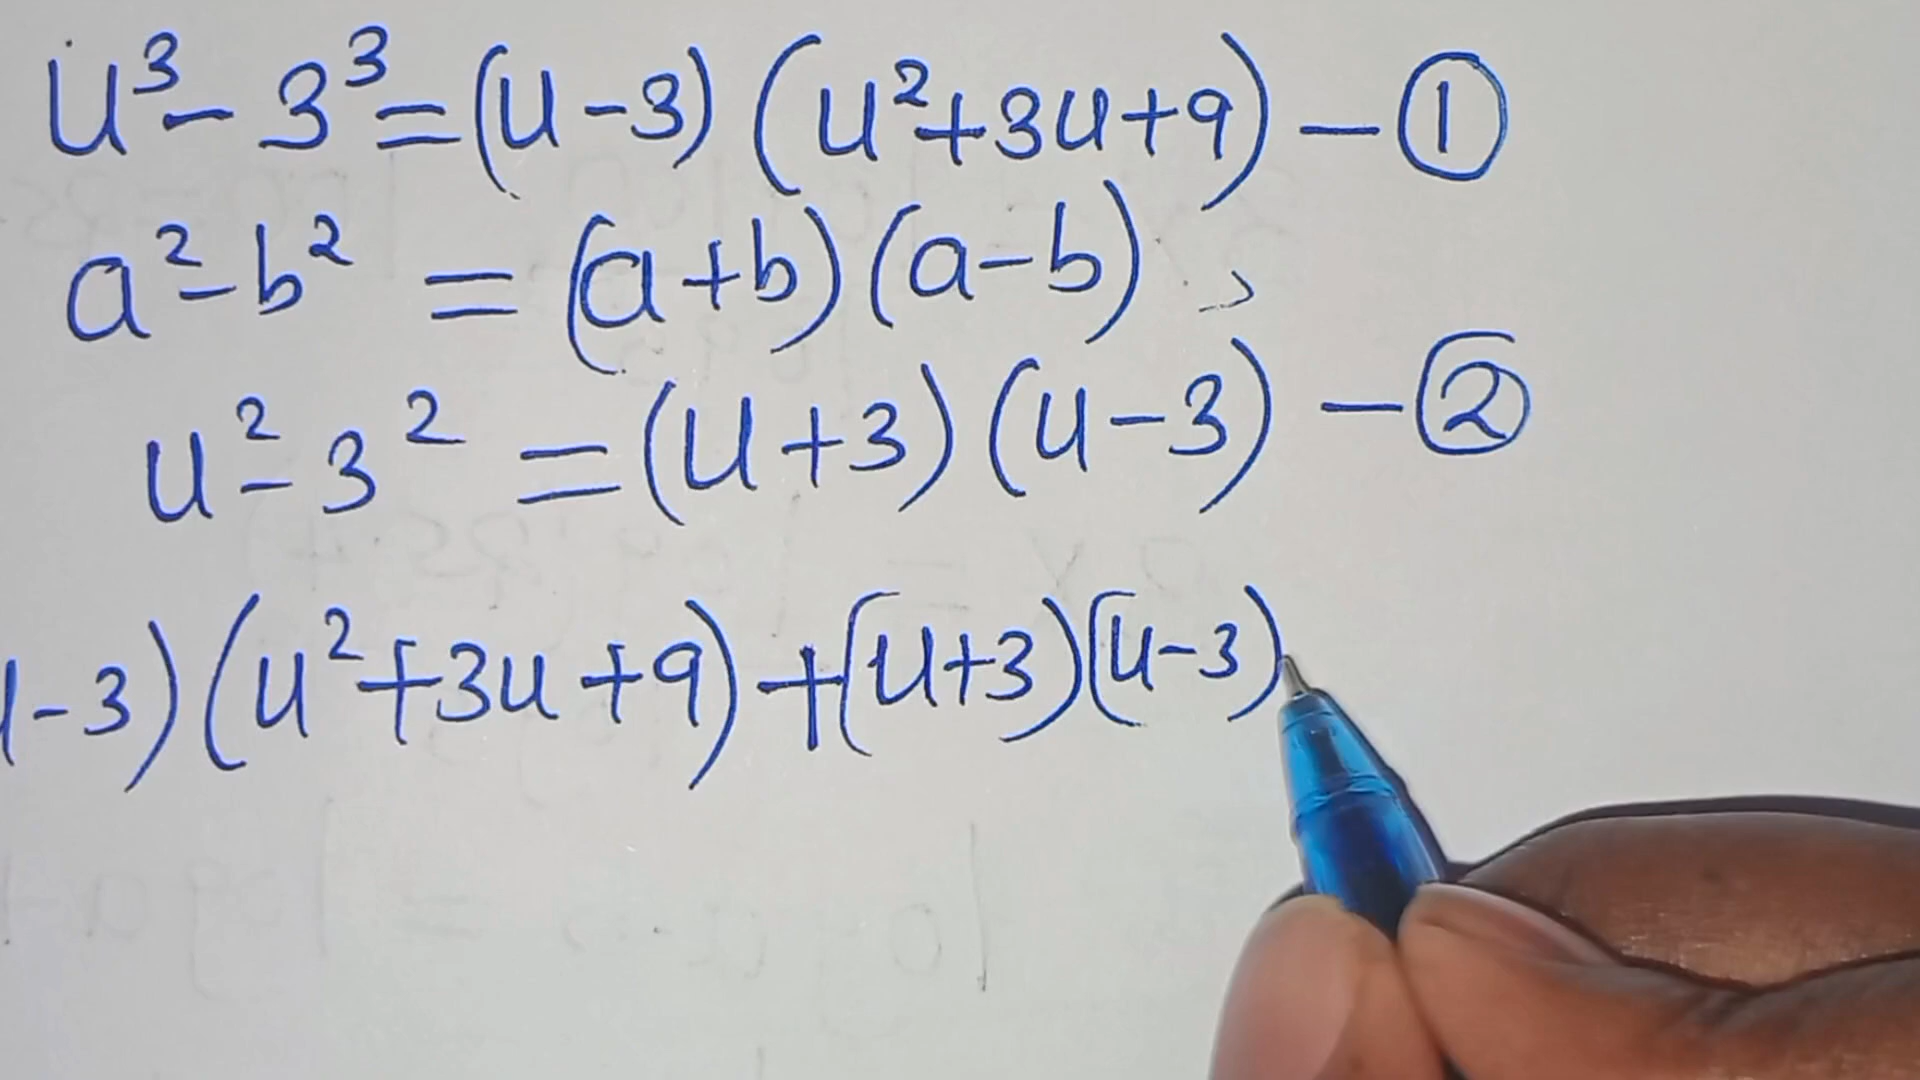 u³ - 3³ = (u - 3) (u² + 3u + 9) — ①
a² - b² = (a + b) (a - b)
u² - 3² = (u + 3) (u - 3) — ②
- 3) (u² + 3u + 9) + (u + 3) (u - 3)